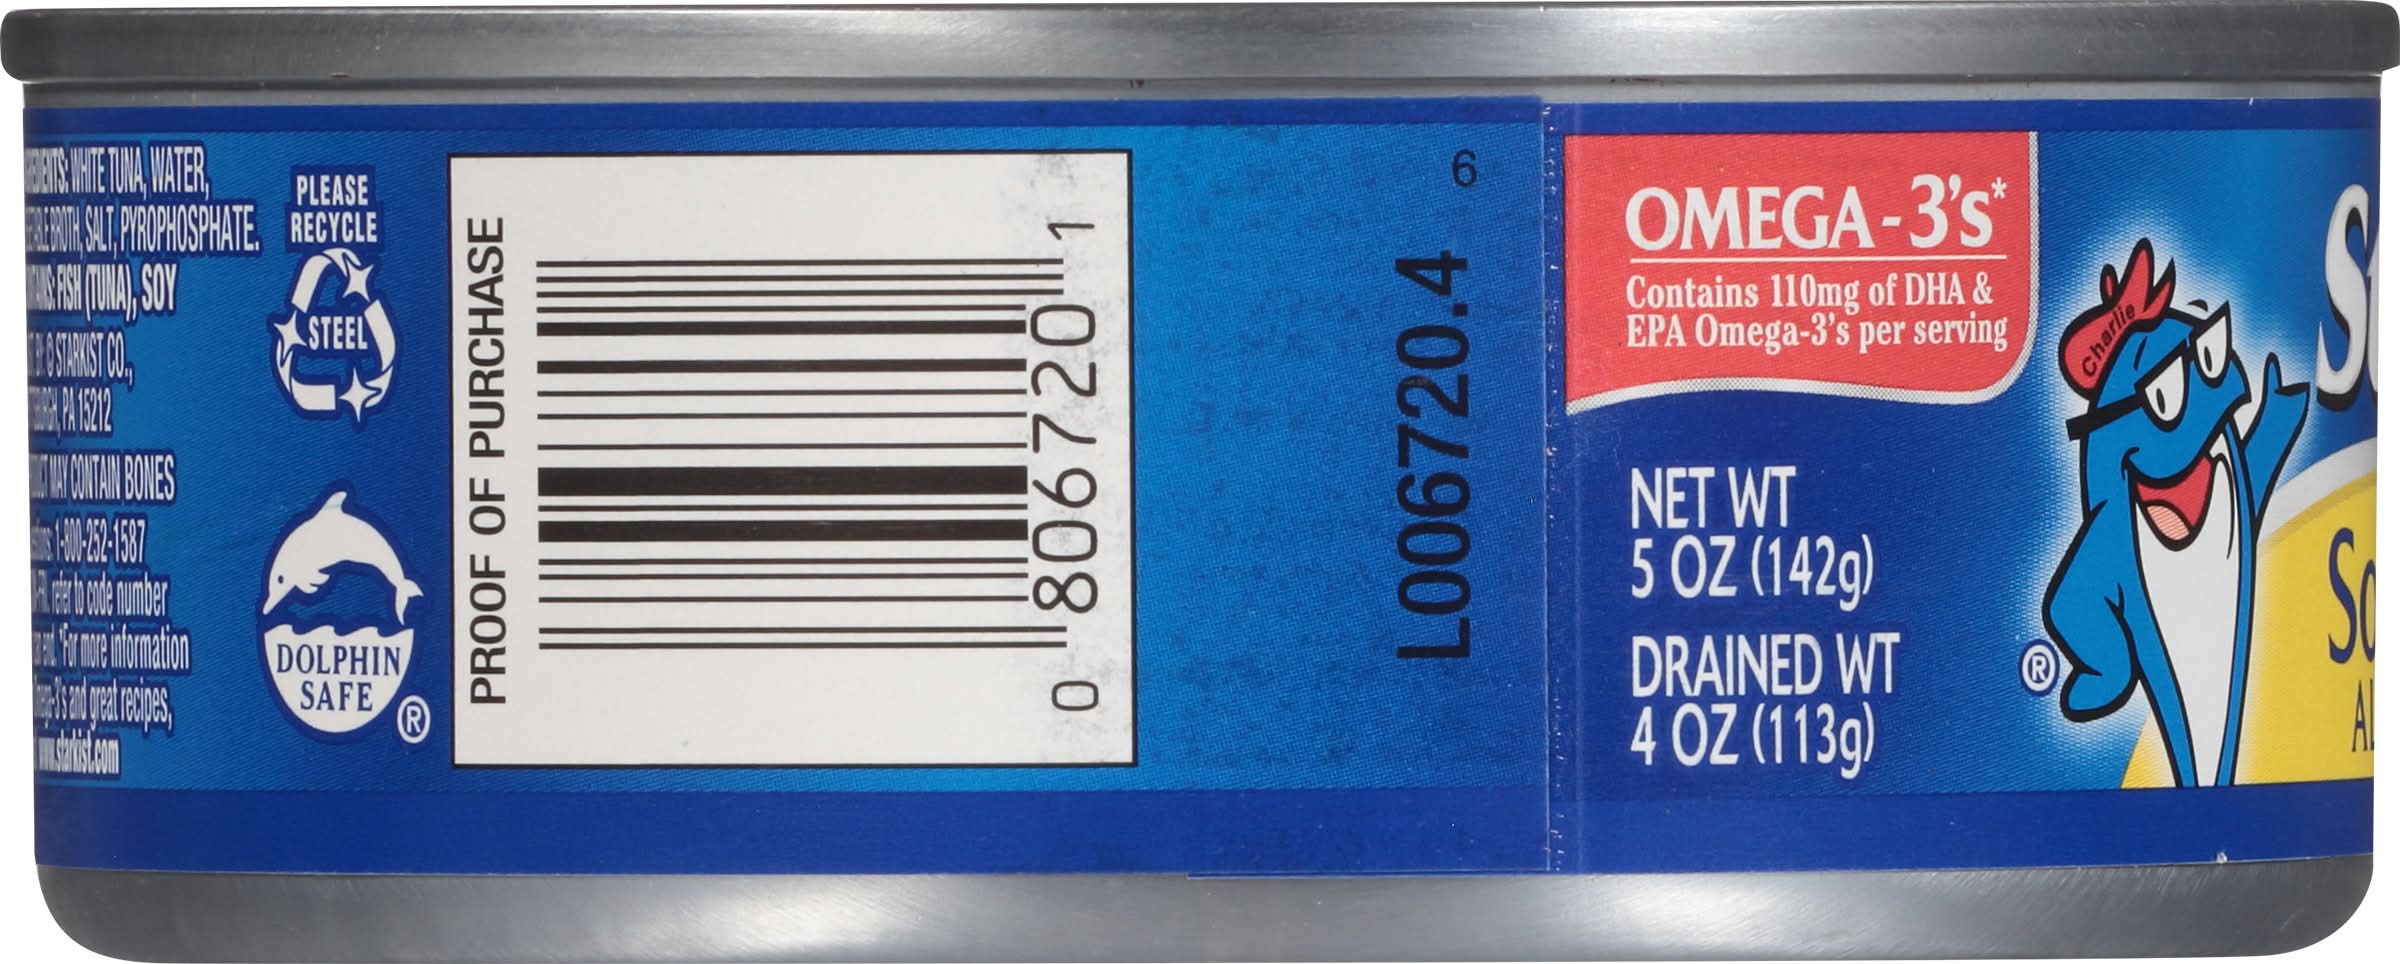 WHITE TUNA, WATER,
BROTH, SALT, PYROPHOSPHATE.
FISH (TUNA), SOY
BY: © STARKIST CO.,
PA 15212
MAY CONTAIN BONES
1-800-252-1587
refer to code number
end. *For more information
and great recipes,
www.starkist.com
PLEASE
RECYCLE
STEEL
DOLPHIN
SAFE
®
PROOF OF PURCHASE
0 806720 1
L006720.4
6
OMEGA-3's*
Contains 110mg of DHA &
EPA Omega-3's per serving
NET WT
5 OZ (142g)
DRAINED WT
4 OZ (113g)
Charlie
®